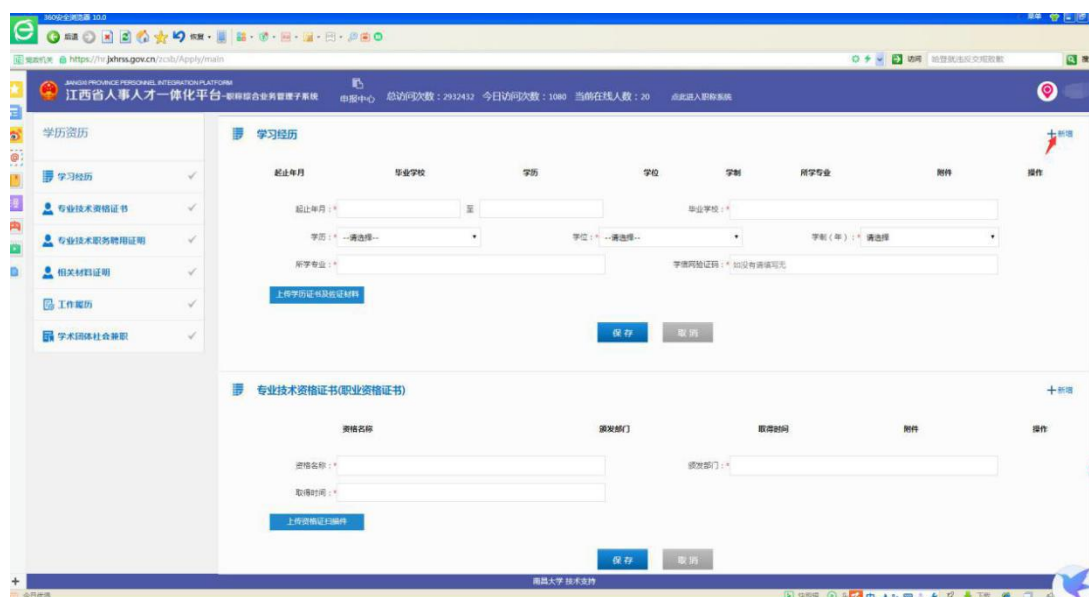 360安全浏览器 10.0
菜单
后退
恢复
https://hr.jxhrss.gov.cn/zcsb/Apply/main
访问
JIANGXI PROVINCE PERSONNEL INTEGRATION PLATFORM
江西省人事人才一体化平台-职称综合业务管理子系统
申报中心 总访问次数：2932432 今日访问次数：1080 当前在线人数：20 点此进入职称系统
学历资历
学习经历
专业技术资格证书
专业技术职务聘用证明
相关材料证明
工作履历
学术团体社会兼职
学习经历
新增
起止年月 毕业学校 学历 学位 学制 所学专业 附件 操作
起止年月：* 至 毕业学校：*
学历：* --请选择-- 学位：* --请选择-- 学制（年）：* 请选择
所学专业：* 学信网验证码：* 如没有请填写无
上传学历证书及佐证材料
保存 取消
专业技术资格证书(职业资格证书)
新增
资格名称 颁发部门 取得时间 附件 操作
资格名称：* 颁发部门：*
取得时间：*
上传资格证扫描件
保存 取消
南昌大学 技术支持